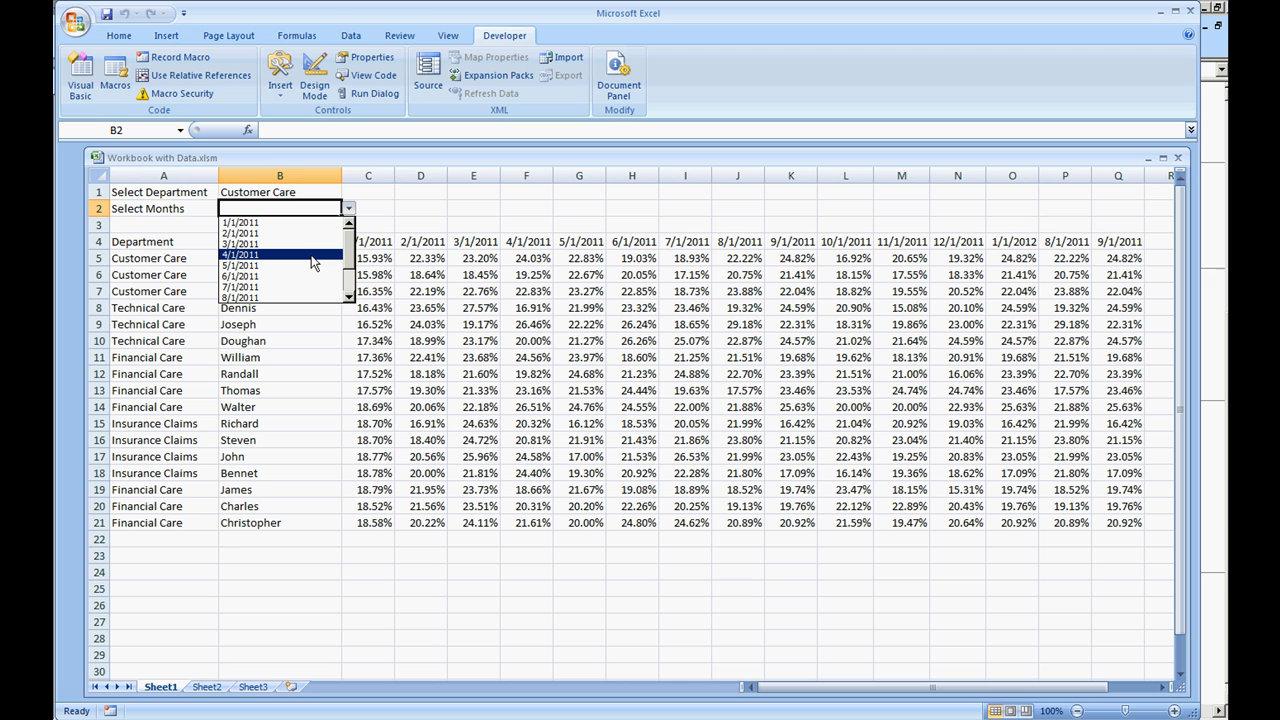 Microsoft Excel
Home Insert Page Layout Formulas Data Review View Developer
Visual Basic
Macros
Record Macro
Use Relative References
Macro Security
Code
Insert
Design Mode
Properties
View Code
Run Dialog
Controls
Source
Map Properties
Expansion Packs
Refresh Data
Import
Export
XML
Document Panel
Modify
B2 fx
Workbook with Data.xlsm
A B C D E F G H I J K L M N O P Q R
1 Select Department Customer Care
2 Select Months
3
1/1/2011
2/1/2011
3/1/2011
4/1/2011
5/1/2011
6/1/2011
7/1/2011
8/1/2011
4 Department /1/2011 2/1/2011 3/1/2011 4/1/2011 5/1/2011 6/1/2011 7/1/2011 8/1/2011 9/1/2011 10/1/2011 11/1/2011 12/1/2011 1/1/2012 8/1/2011 9/1/2011
5 Customer Care 15.93% 22.33% 23.20% 24.03% 22.83% 19.03% 18.93% 22.22% 24.82% 16.92% 20.65% 19.32% 24.82% 22.22% 24.82%
6 Customer Care 15.98% 18.64% 18.45% 19.25% 22.67% 20.05% 17.15% 20.75% 21.41% 18.15% 17.55% 18.33% 21.41% 20.75% 21.41%
7 Customer Care 16.35% 22.19% 22.76% 22.83% 23.27% 22.85% 18.73% 23.88% 22.04% 18.82% 19.55% 20.52% 22.04% 23.88% 22.04%
8 Technical Care Dennis 16.43% 23.65% 27.57% 16.91% 21.99% 23.32% 23.46% 19.32% 24.59% 20.90% 15.08% 20.10% 24.59% 19.32% 24.59%
9 Technical Care Joseph 16.52% 24.03% 19.17% 26.46% 22.22% 26.24% 18.65% 29.18% 22.31% 18.31% 19.86% 23.00% 22.31% 29.18% 22.31%
10 Technical Care Doughan 17.34% 18.99% 23.17% 20.00% 21.27% 26.26% 25.07% 22.87% 24.57% 21.02% 21.64% 24.59% 24.57% 22.87% 24.57%
11 Financial Care William 17.36% 22.41% 23.68% 24.56% 23.97% 18.60% 21.25% 21.51% 19.68% 19.62% 18.13% 20.91% 19.68% 21.51% 19.68%
12 Financial Care Randall 17.52% 18.18% 21.60% 19.82% 24.68% 21.23% 24.88% 22.70% 23.39% 21.51% 21.00% 16.06% 23.39% 22.70% 23.39%
13 Financial Care Thomas 17.57% 19.30% 21.33% 23.16% 21.53% 24.44% 19.63% 17.57% 23.46% 23.53% 24.74% 24.74% 23.46% 17.57% 23.46%
14 Financial Care Walter 18.69% 20.06% 22.18% 26.51% 24.76% 24.55% 22.00% 21.88% 25.63% 20.00% 20.00% 22.93% 25.63% 21.88% 25.63%
15 Insurance Claims Richard 18.70% 16.91% 24.63% 20.32% 16.12% 18.53% 20.05% 21.99% 16.42% 21.04% 20.92% 19.03% 16.42% 21.99% 16.42%
16 Insurance Claims Steven 18.70% 18.40% 24.72% 20.81% 21.91% 21.43% 21.86% 23.80% 21.15% 20.82% 23.04% 21.40% 21.15% 23.80% 21.15%
17 Insurance Claims John 18.77% 20.56% 25.96% 24.58% 17.00% 21.53% 26.53% 21.99% 23.05% 22.43% 19.25% 20.83% 23.05% 21.99% 23.05%
18 Insurance Claims Bennet 18.78% 20.00% 21.81% 24.40% 19.30% 20.92% 22.28% 21.80% 17.09% 16.14% 19.36% 18.62% 17.09% 21.80% 17.09%
19 Financial Care James 18.79% 21.95% 23.73% 18.66% 21.67% 19.08% 18.89% 18.52% 19.74% 23.47% 18.15% 15.31% 19.74% 18.52% 19.74%
20 Financial Care Charles 18.52% 21.56% 23.51% 20.31% 20.20% 22.26% 20.25% 19.13% 19.76% 22.12% 22.89% 20.43% 19.76% 19.13% 19.76%
21 Financial Care Christopher 18.58% 20.22% 24.11% 21.61% 20.00% 24.80% 24.62% 20.89% 20.92% 21.59% 19.47% 20.64% 20.92% 20.89% 20.92%
22
23
24
25
26
27
28
29
30
Sheet1 Sheet2 Sheet3
Ready 100%